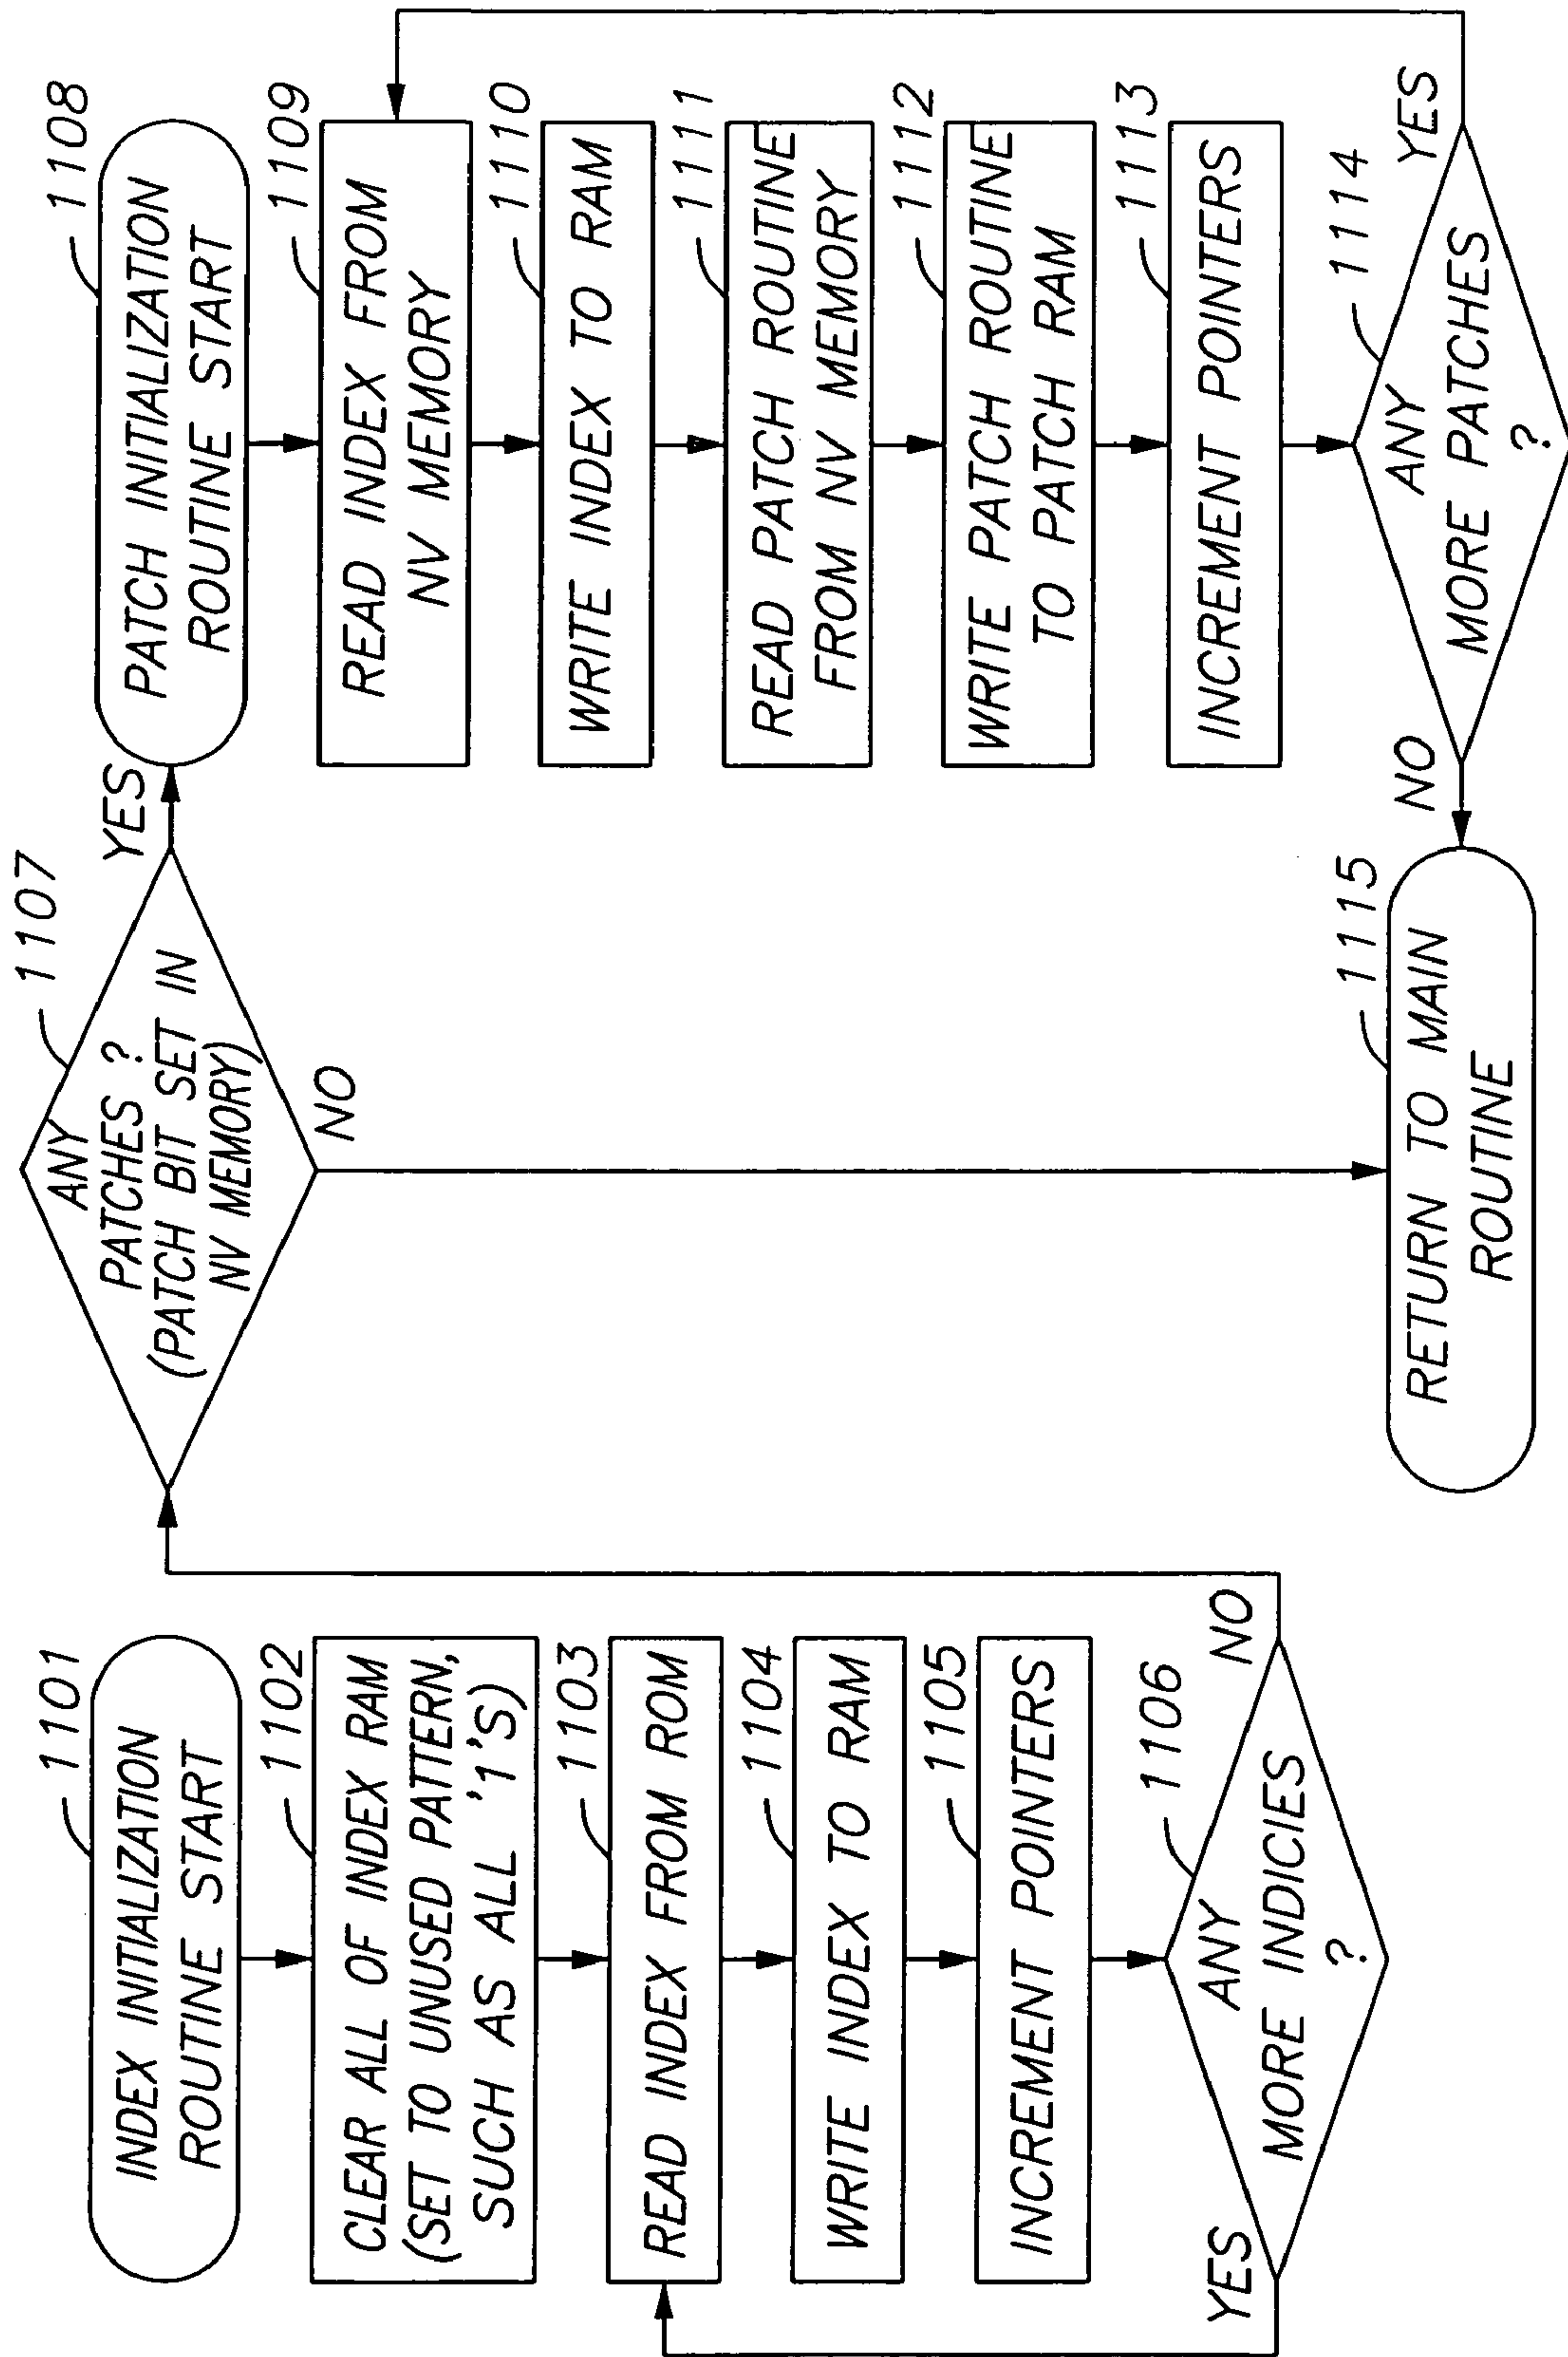 1101
INDEX INITIALIZATION
ROUTINE START
1102
CLEAR ALL OF INDEX RAM
(SET TO UNUSED PATTERN,
SUCH AS ALL '1'S)
1103
READ INDEX FROM ROM
1104
WRITE INDEX TO RAM
1105
INCREMENT POINTERS
1106
ANY
MORE INDICIES
?
YES
NO
1107
ANY
PATCHES ?
(PATCH BIT SET IN
NV MEMORY)
YES
NO
1108
PATCH INITIALIZATION
ROUTINE START
1109
READ INDEX FROM
NV MEMORY
1110
WRITE INDEX TO RAM
1111
READ PATCH ROUTINE
FROM NV MEMORY
1112
WRITE PATCH ROUTINE
TO PATCH RAM
1113
INCREMENT POINTERS
1114
ANY
MORE PATCHES
?
YES
NO
1115
RETURN TO MAIN
ROUTINE